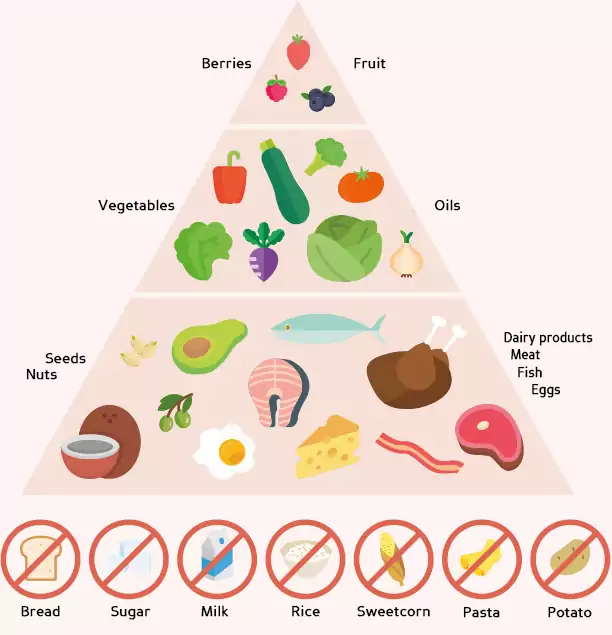 Berries
Fruit
Vegetables
Oils
Seeds
Nuts
Dairy products
Meat
Fish
Eggs
Bread
Sugar
Milk
Rice
Sweetcorn
Pasta
Potato